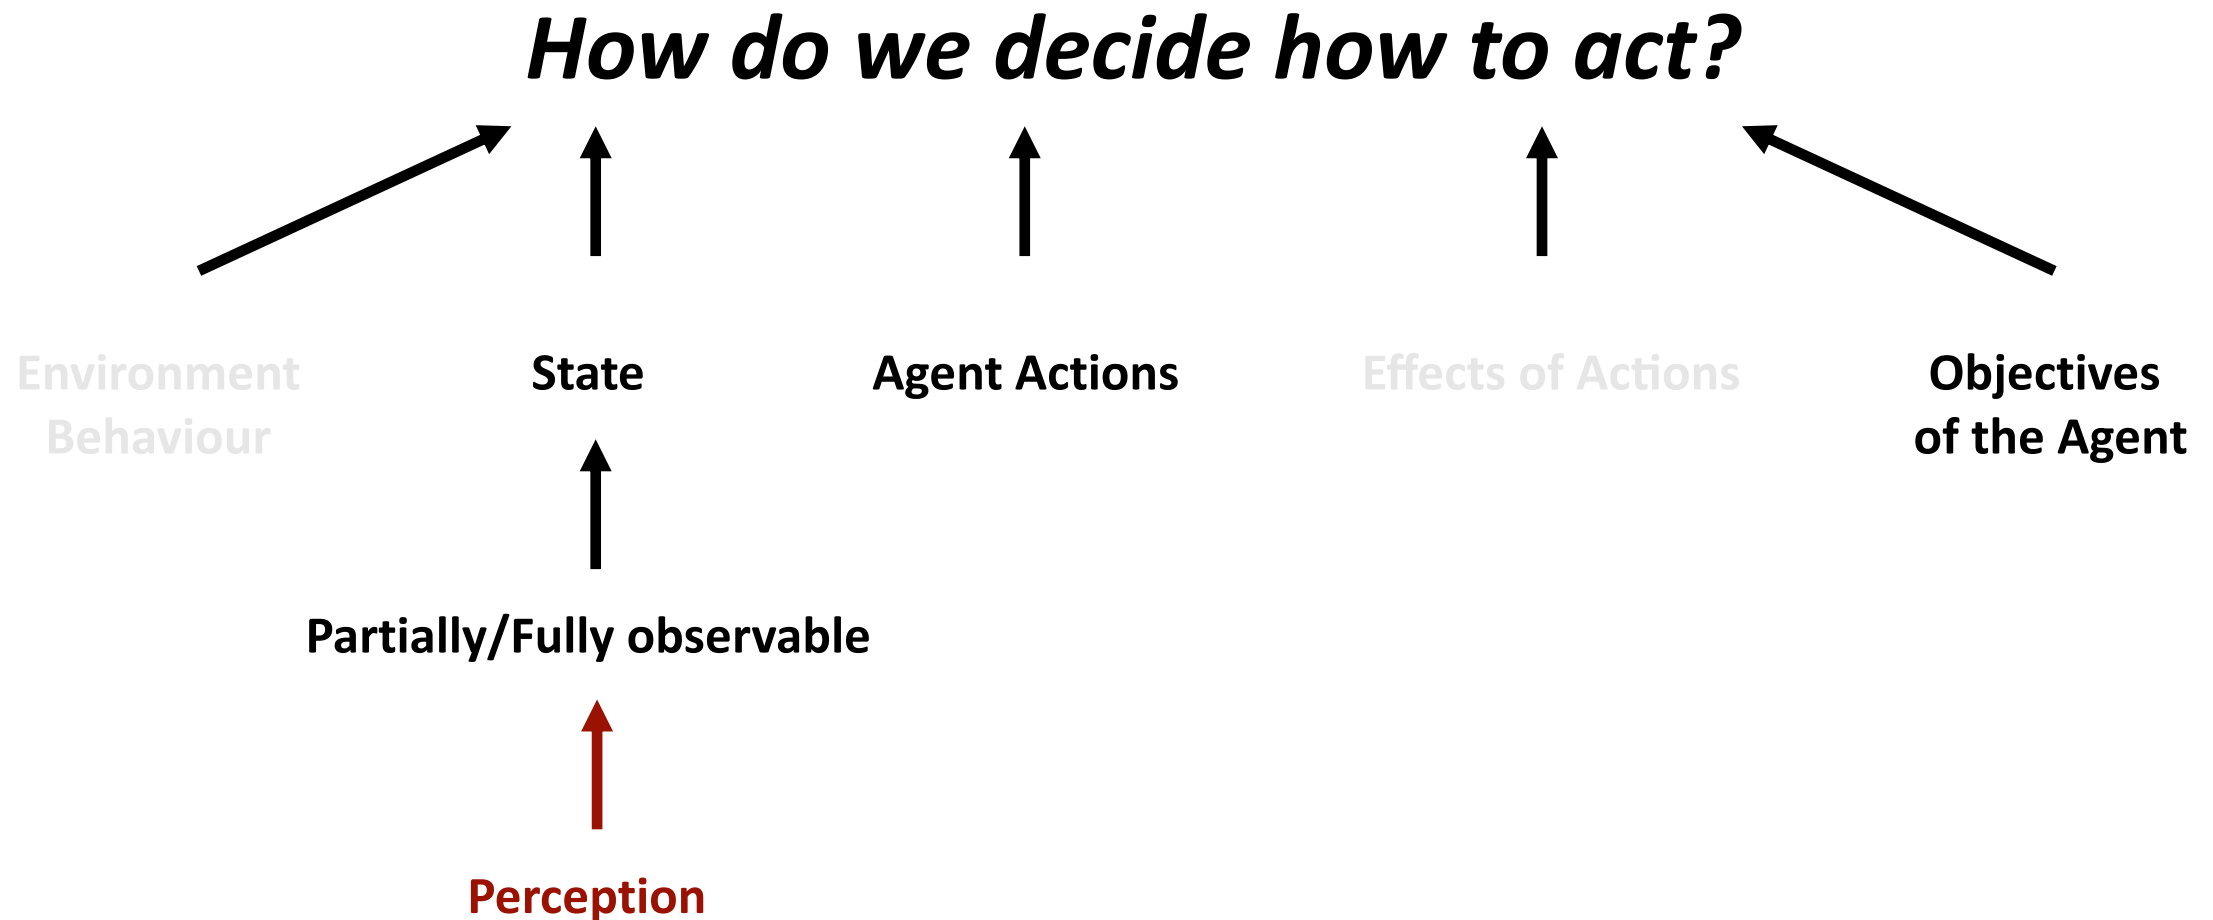 How do we decide how to act?
Environment
Behaviour
State
Agent Actions
Effects of Actions
Objectives
of the Agent
Partially/Fully observable
Perception